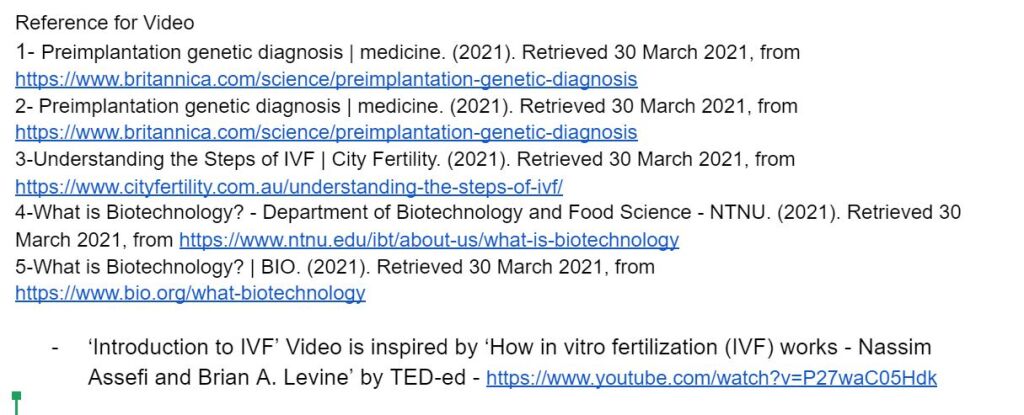 Reference for Video
1- Preimplantation genetic diagnosis | medicine. (2021). Retrieved 30 March 2021, from
https://www.britannica.com/science/preimplantation-genetic-diagnosis
2- Preimplantation genetic diagnosis | medicine. (2021). Retrieved 30 March 2021, from
https://www.britannica.com/science/preimplantation-genetic-diagnosis
3-Understanding the Steps of IVF | City Fertility. (2021). Retrieved 30 March 2021, from
https://www.cityfertility.com.au/understanding-the-steps-of-ivf/
4-What is Biotechnology? - Department of Biotechnology and Food Science - NTNU. (2021). Retrieved 30
March 2021, from https://www.ntnu.edu/ibt/about-us/what-is-biotechnology
5-What is Biotechnology? | BIO. (2021). Retrieved 30 March 2021, from
https://www.bio.org/what-biotechnology
- ‘Introduction to IVF’ Video is inspired by ‘How in vitro fertilization (IVF) works - Nassim
Assefi and Brian A. Levine’ by TED-ed - https://www.youtube.com/watch?v=P27waC05Hdk